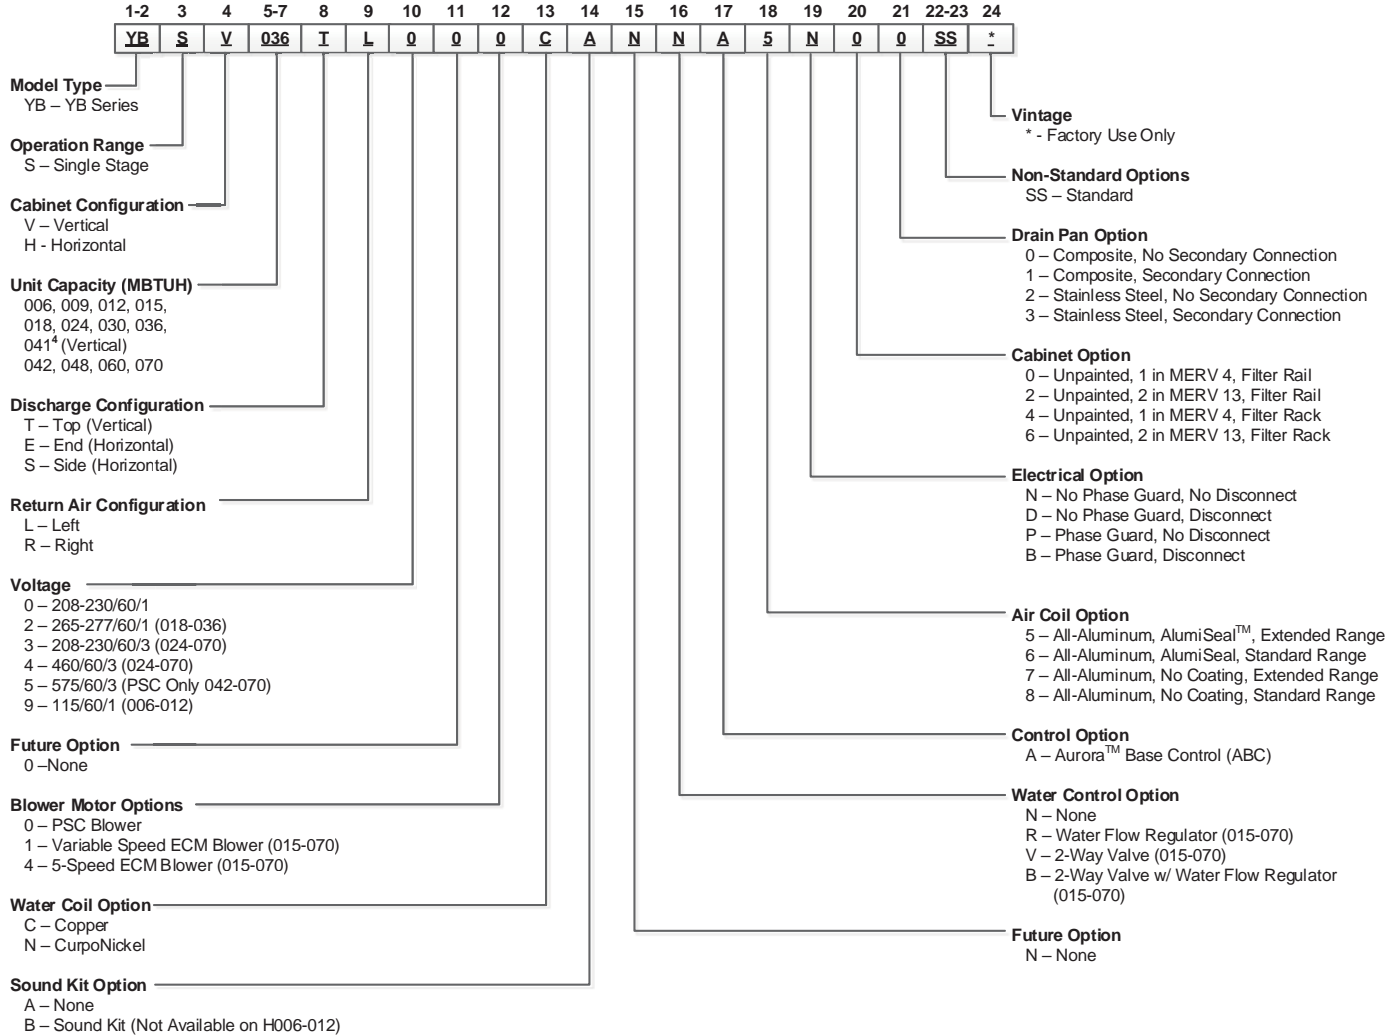 1-2 3 4 5-7 8 9 10 11 12 13 14 15 16 17 18 19 20 21 22-23 24
YB S V 036 T L 0 0 0 C A N N A 5 N 0 0 SS *
Model Type
YB – YB Series
Operation Range
S – Single Stage
Cabinet Configuration
V – Vertical
H - Horizontal
Unit Capacity (MBTUH)
006, 009, 012, 015,
018, 024, 030, 036,
041⁴ (Vertical)
042, 048, 060, 070
Discharge Configuration
T – Top (Vertical)
E – End (Horizontal)
S – Side (Horizontal)
Return Air Configuration
L – Left
R – Right
Voltage
0 – 208-230/60/1
2 – 265-277/60/1 (018-036)
3 – 208-230/60/3 (024-070)
4 – 460/60/3 (024-070)
5 – 575/60/3 (PSC Only 042-070)
9 – 115/60/1 (006-012)
Future Option
0 –None
Blower Motor Options
0 – PSC Blower
1 – Variable Speed ECM Blower (015-070)
4 – 5-Speed ECM Blower (015-070)
Water Coil Option
C – Copper
N – CurpoNickel
Sound Kit Option
A – None
B – Sound Kit (Not Available on H006-012)
Vintage
* - Factory Use Only
Non-Standard Options
SS – Standard
Drain Pan Option
0 – Composite, No Secondary Connection
1 – Composite, Secondary Connection
2 – Stainless Steel, No Secondary Connection
3 – Stainless Steel, Secondary Connection
Cabinet Option
0 – Unpainted, 1 in MERV 4, Filter Rail
2 – Unpainted, 2 in MERV 13, Filter Rail
4 – Unpainted, 1 in MERV 4, Filter Rack
6 – Unpainted, 2 in MERV 13, Filter Rack
Electrical Option
N – No Phase Guard, No Disconnect
D – No Phase Guard, Disconnect
P – Phase Guard, No Disconnect
B – Phase Guard, Disconnect
Air Coil Option
5 – All-Aluminum, AlumiSeal™, Extended Range
6 – All-Aluminum, AlumiSeal, Standard Range
7 – All-Aluminum, No Coating, Extended Range
8 – All-Aluminum, No Coating, Standard Range
Control Option
A – Aurora™ Base Control (ABC)
Water Control Option
N – None
R – Water Flow Regulator (015-070)
V – 2-Way Valve (015-070)
B – 2-Way Valve w/ Water Flow Regulator
(015-070)
Future Option
N – None